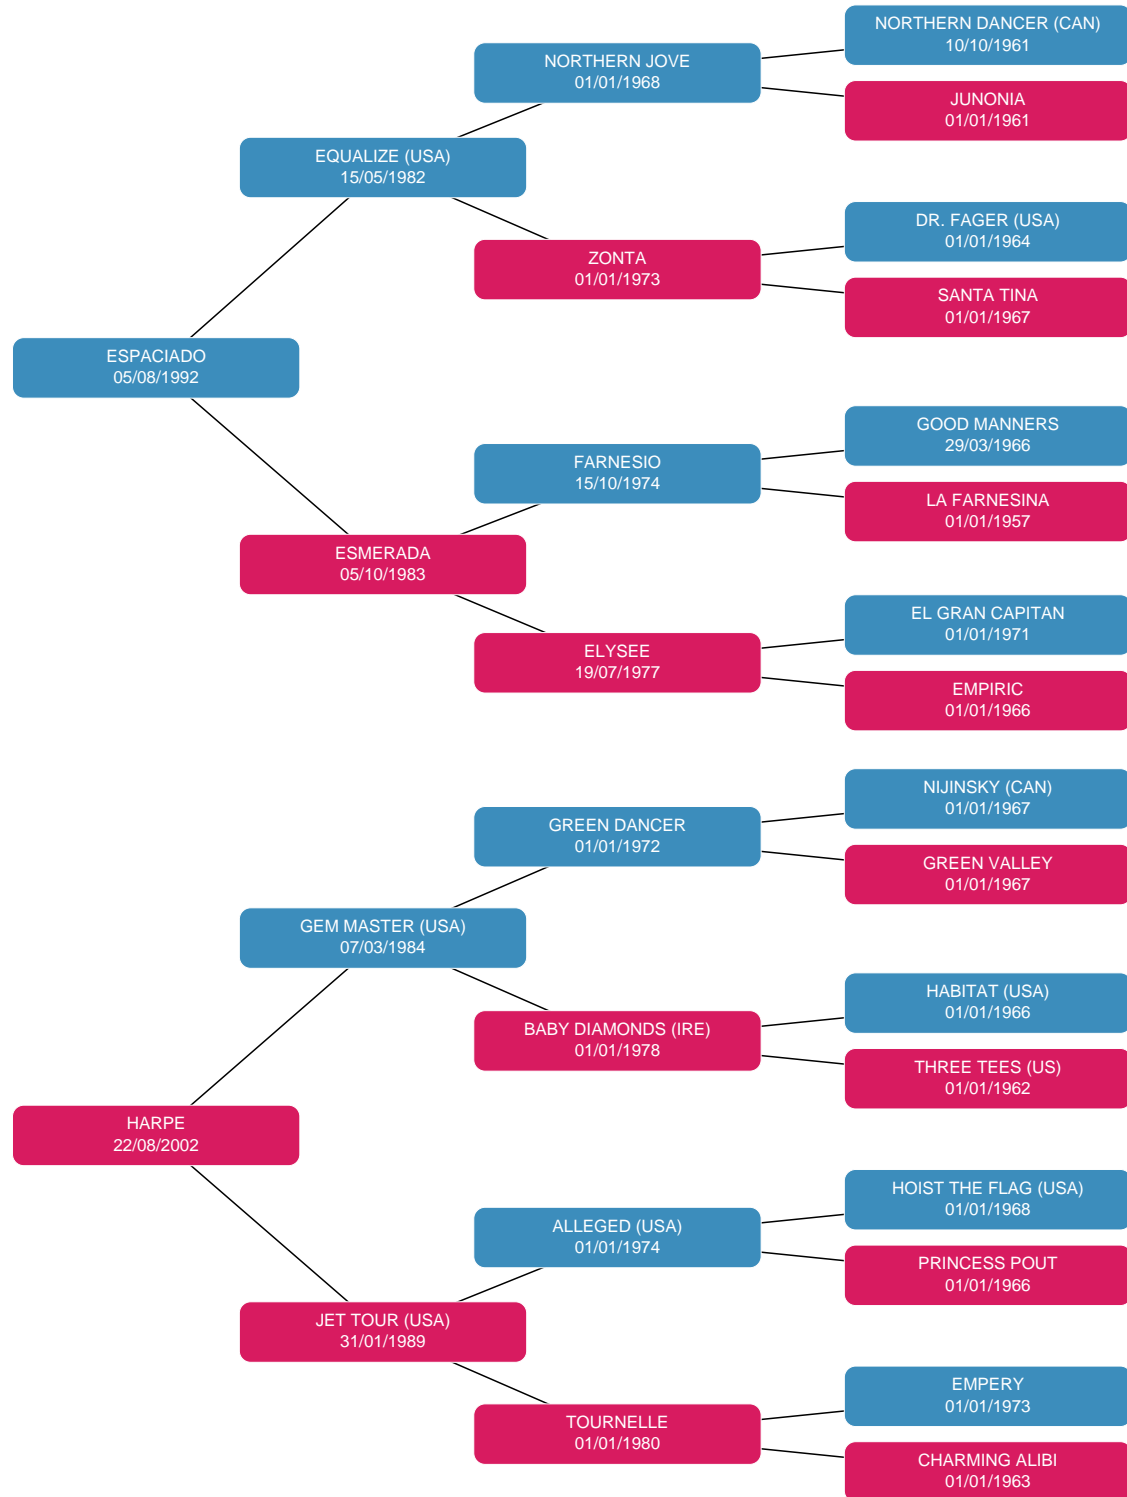 NORTHERN DANCER (CAN)
10/10/1961
NORTHERN JOVE
01/01/1968
JUNONIA
01/01/1961
EQUALIZE (USA)
15/05/1982
DR. FAGER (USA)
01/01/1964
ZONTA
01/01/1973
SANTA TINA
01/01/1967
ESPACIADO
05/08/1992
GOOD MANNERS
29/03/1966
FARNESIO
15/10/1974
LA FARNESINA
01/01/1957
ESMERADA
05/10/1983
EL GRAN CAPITAN
01/01/1971
ELYSEE
19/07/1977
EMPIRIC
01/01/1966
NIJINSKY (CAN)
01/01/1967
GREEN DANCER
01/01/1972
GREEN VALLEY
01/01/1967
GEM MASTER (USA)
07/03/1984
HABITAT (USA)
01/01/1966
BABY DIAMONDS (IRE)
01/01/1978
THREE TEES (US)
01/01/1962
HARPE
22/08/2002
HOIST THE FLAG (USA)
01/01/1968
ALLEGED (USA)
01/01/1974
PRINCESS POUT
01/01/1966
JET TOUR (USA)
31/01/1989
EMPERY
01/01/1973
TOURNELLE
01/01/1980
CHARMING ALIBI
01/01/1963